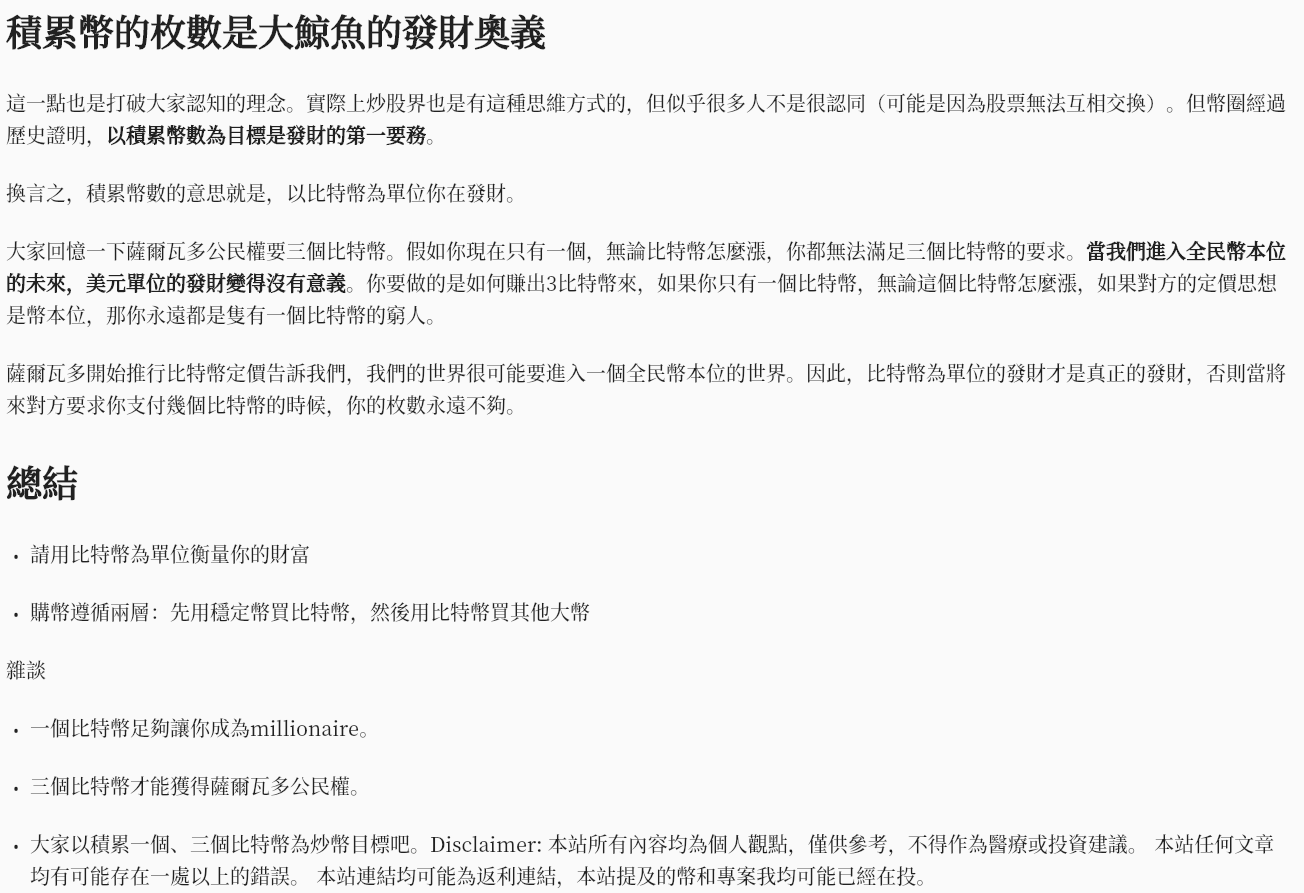 積累幣的枚數是大鯨魚的發財奧義
這一點也是打破大家認知的理念。實際上炒股界也是有這種思維方式的，但似乎很多人不是很認同（可能是因為股票無法互相交換）。但幣圈經過
歷史證明，以積累幣數為目標是發財的第一要務。
換言之，積累幣數的意思就是，以比特幣為單位你在發財。
大家回憶一下薩爾瓦多公民權要三個比特幣。假如你現在只有一個，無論比特幣怎麼漲，你都無法滿足三個比特幣的要求。當我們進入全民幣本位
的未來，美元單位的發財變得沒有意義。你要做的是如何賺出3比特幣來，如果你只有一個比特幣，無論這個比特幣怎麼漲，如果對方的定價思想
是幣本位，那你永遠都是隻有一個比特幣的窮人。
薩爾瓦多開始推行比特幣定價告訴我們，我們的世界很可能要進入一個全民幣本位的世界。因此，比特幣為單位的發財才是真正的發財，否則當將
來對方要求你支付幾個比特幣的時候，你的枚數永遠不夠。
總結
• 請用比特幣為單位衡量你的財富
• 購幣遵循兩層：先用穩定幣買比特幣，然後用比特幣買其他大幣
雜談
• 一個比特幣足夠讓你成為millionaire。
• 三個比特幣才能獲得薩爾瓦多公民權。
• 大家以積累一個、三個比特幣為炒幣目標吧。Disclaimer: 本站所有內容均為個人觀點，僅供參考，不得作為醫療或投資建議。 本站任何文章
均有可能存在一處以上的錯誤。 本站連結均可能為返利連結，本站提及的幣和專案我均可能已經在投。